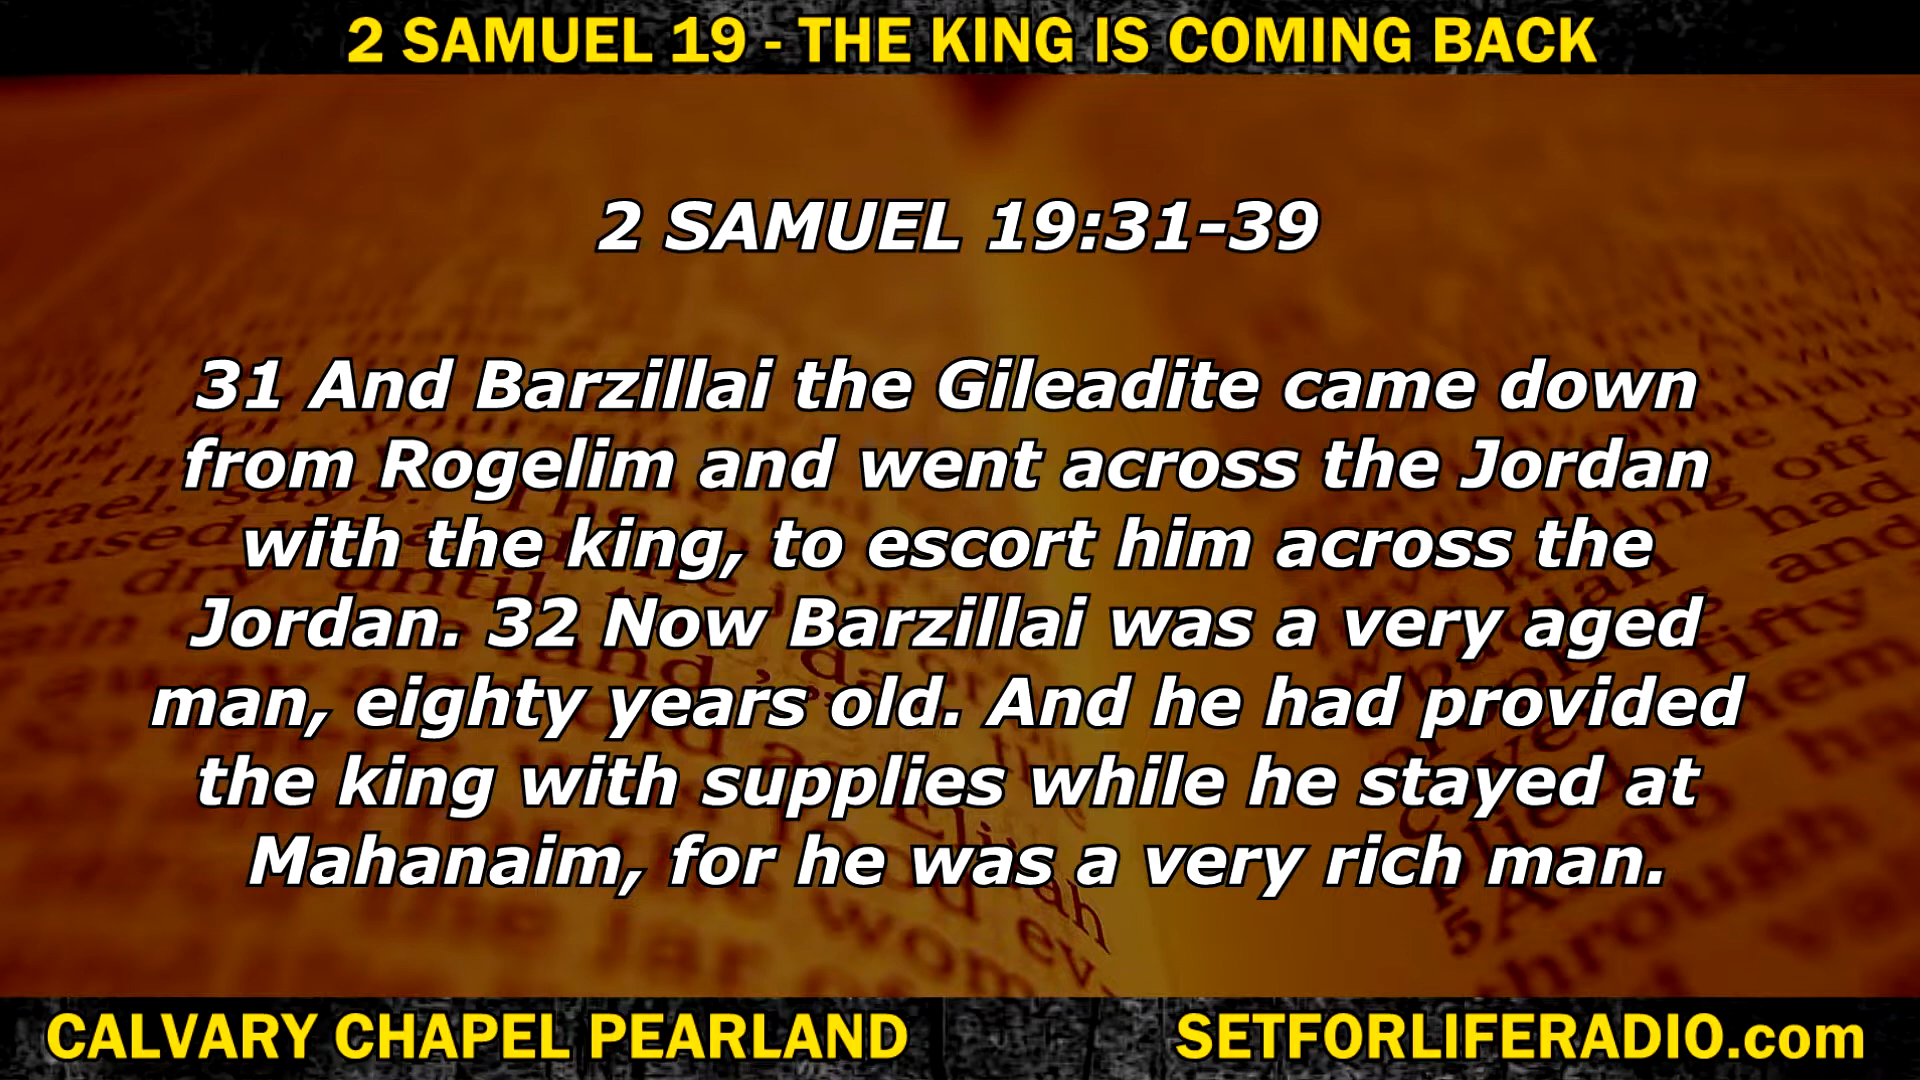 2 SAMUEL 19 - THE KING IS COMING BACK
2 SAMUEL 19:31-39
31 And Barzillai the Gileadite came down
from Rogelim and went across the Jordan
with the king, to escort him across the
Jordan. 32 Now Barzillai was a very aged
man, eighty years old. And he had provided
the king with supplies while he stayed at
Mahanaim, for he was a very rich man.
CALVARY CHAPEL PEARLAND
SETFORLIFERADIO.com